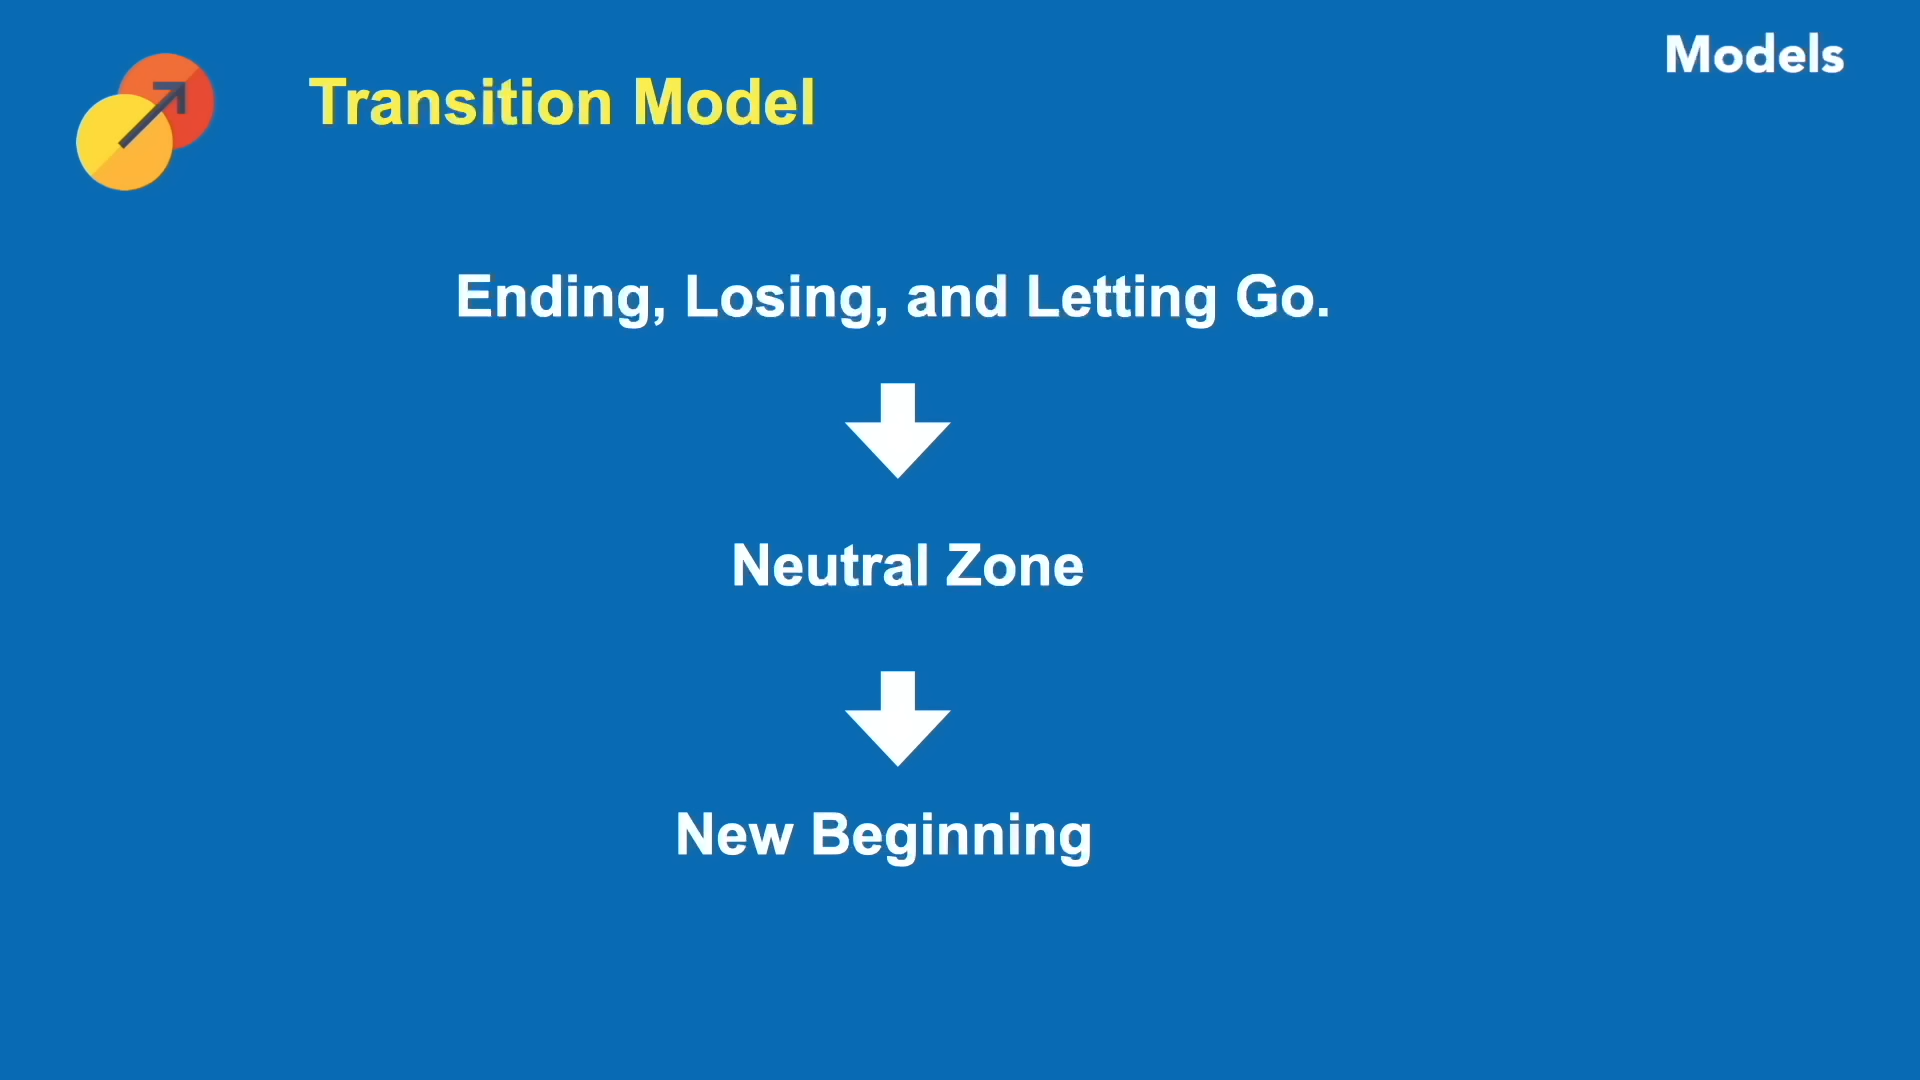 Models
Transition Model
Ending, Losing, and Letting Go.
Neutral Zone
New Beginning